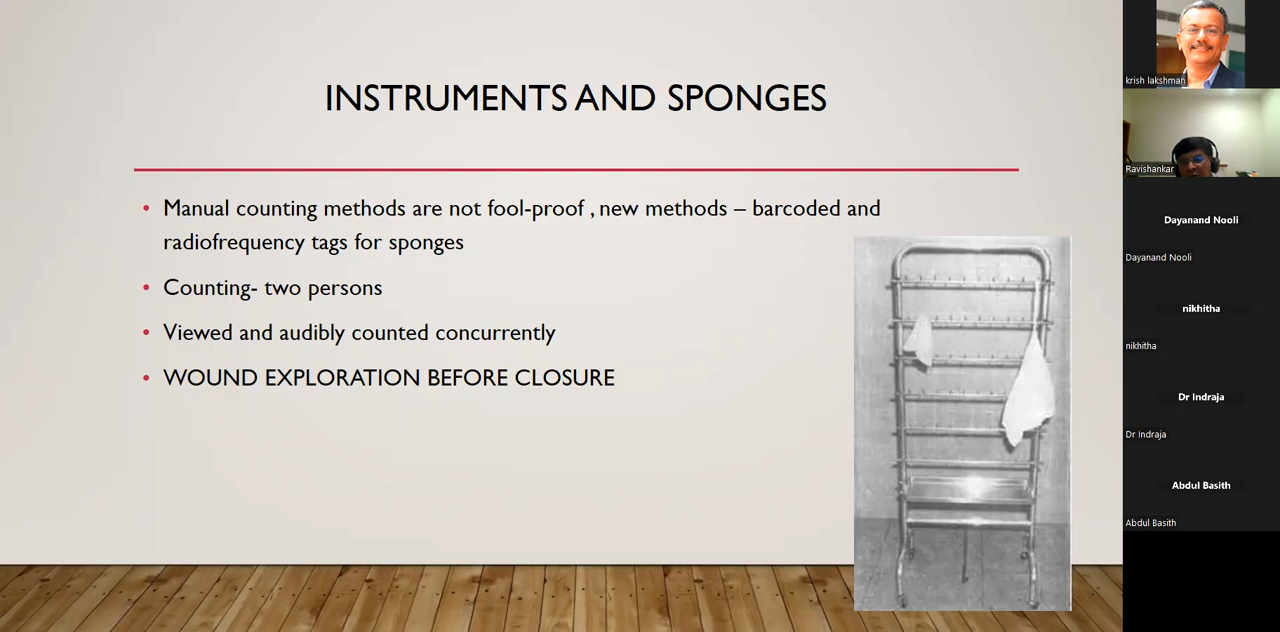 INSTRUMENTS AND SPONGES
• Manual counting methods are not fool-proof , new methods – barcoded and
radiofrequency tags for sponges
• Counting- two persons
• Viewed and audibly counted concurrently
• WOUND EXPLORATION BEFORE CLOSURE
krish lakshman
Ravishankar
Dayanand Nooli
Dayanand Nooli
nikhitha
nikhitha
Dr Indraja
Dr Indraja
Abdul Basith
Abdul Basith